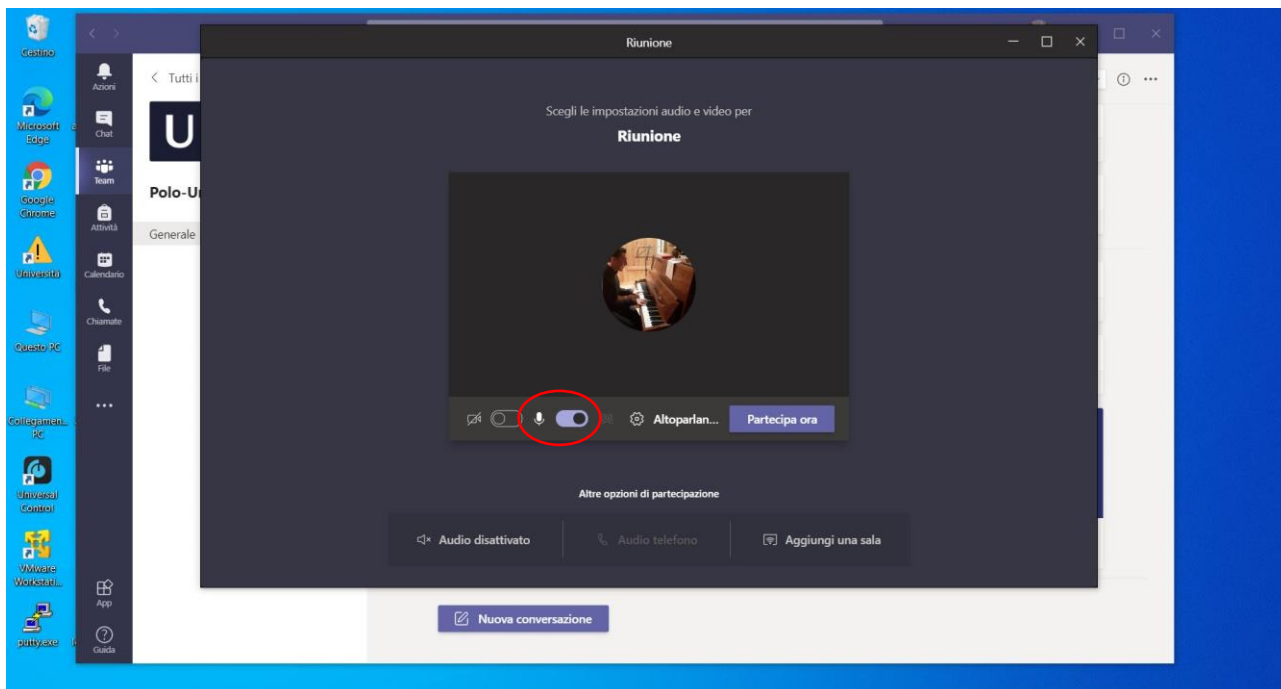 Riunione
Cestino
Microsoft
Edge
Google
Chrome
Università
Questo PC
Collegamen...
PC
Universal
Control
VMware
Workstati...
putty.exe
Azioni
Chat
Team
Attività
Calendario
Chiamate
File
App
Guida
Tutti i
U
Polo-U
Generale
Scegli le impostazioni audio e video per
Riunione
Altoparlan...
Partecipa ora
Altre opzioni di partecipazione
Audio disattivato
Audio telefono
Aggiungi una sala
Nuova conversazione